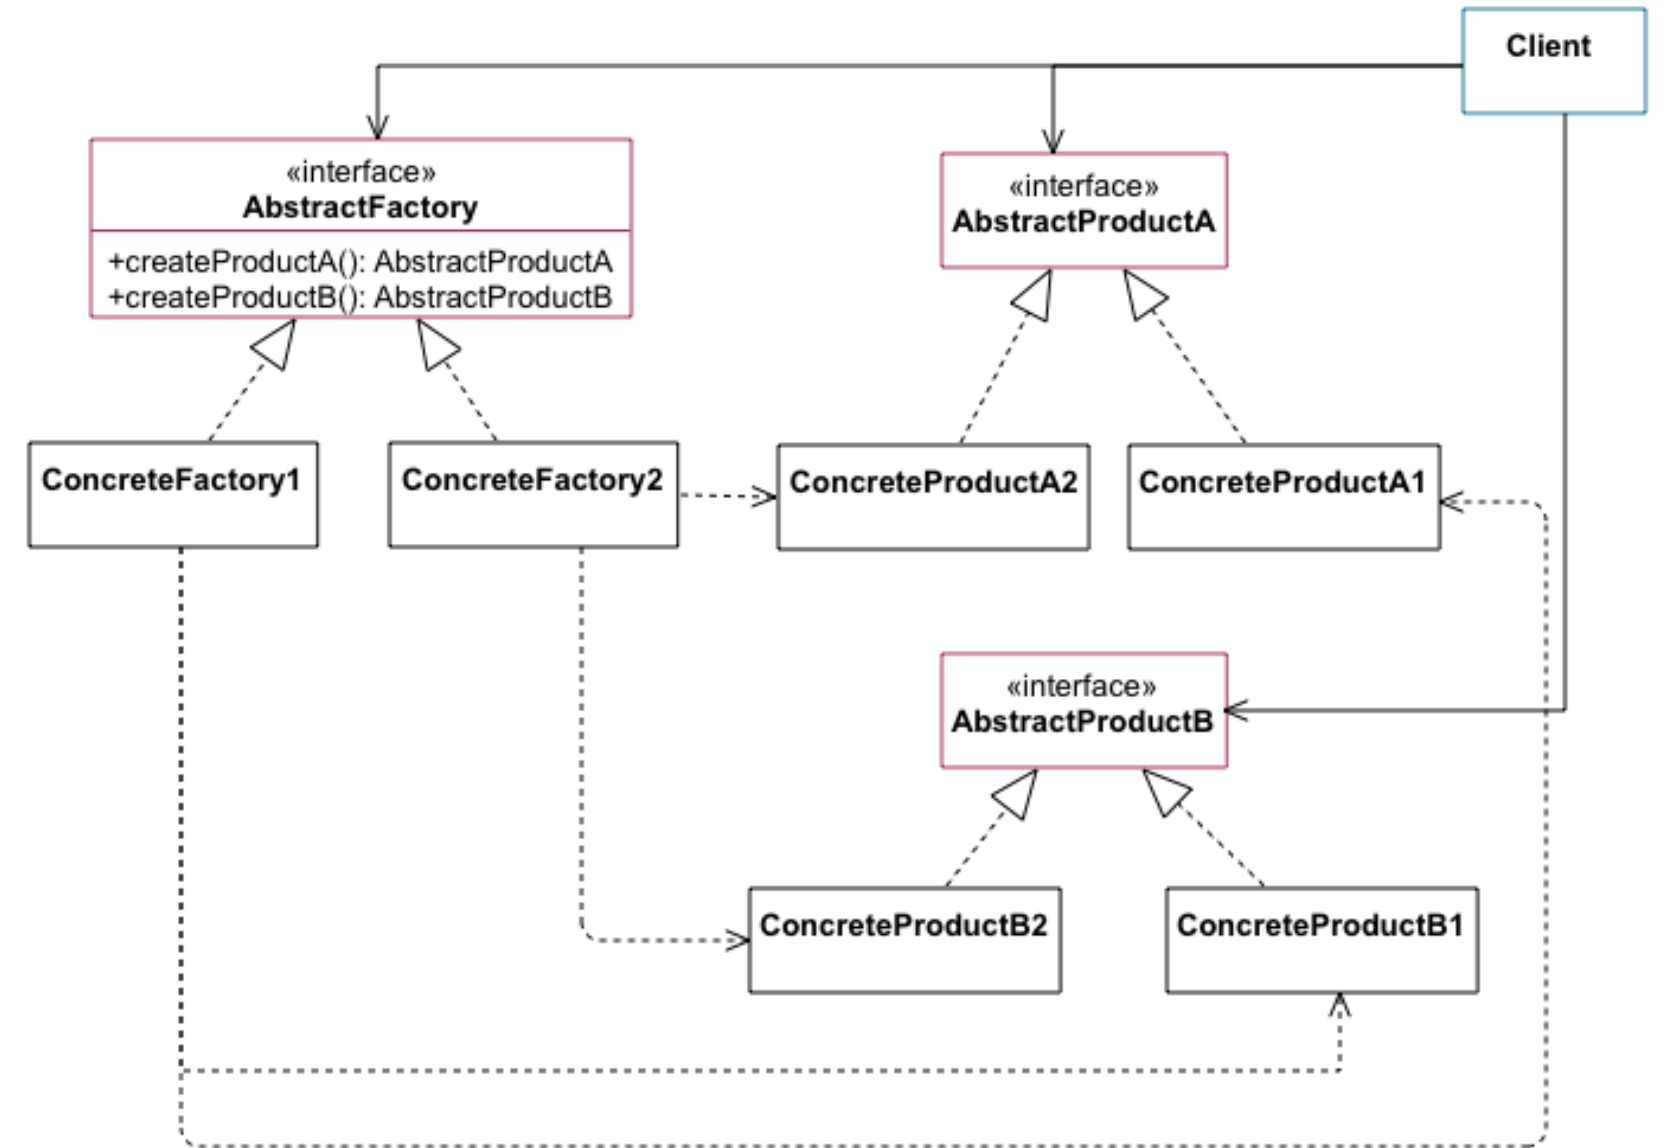 Client
«interface»
AbstractFactory
+createProductA(): AbstractProductA
+createProductB(): AbstractProductB
«interface»
AbstractProductA
ConcreteFactory1
ConcreteFactory2
ConcreteProductA2
ConcreteProductA1
«interface»
AbstractProductB
ConcreteProductB2
ConcreteProductB1